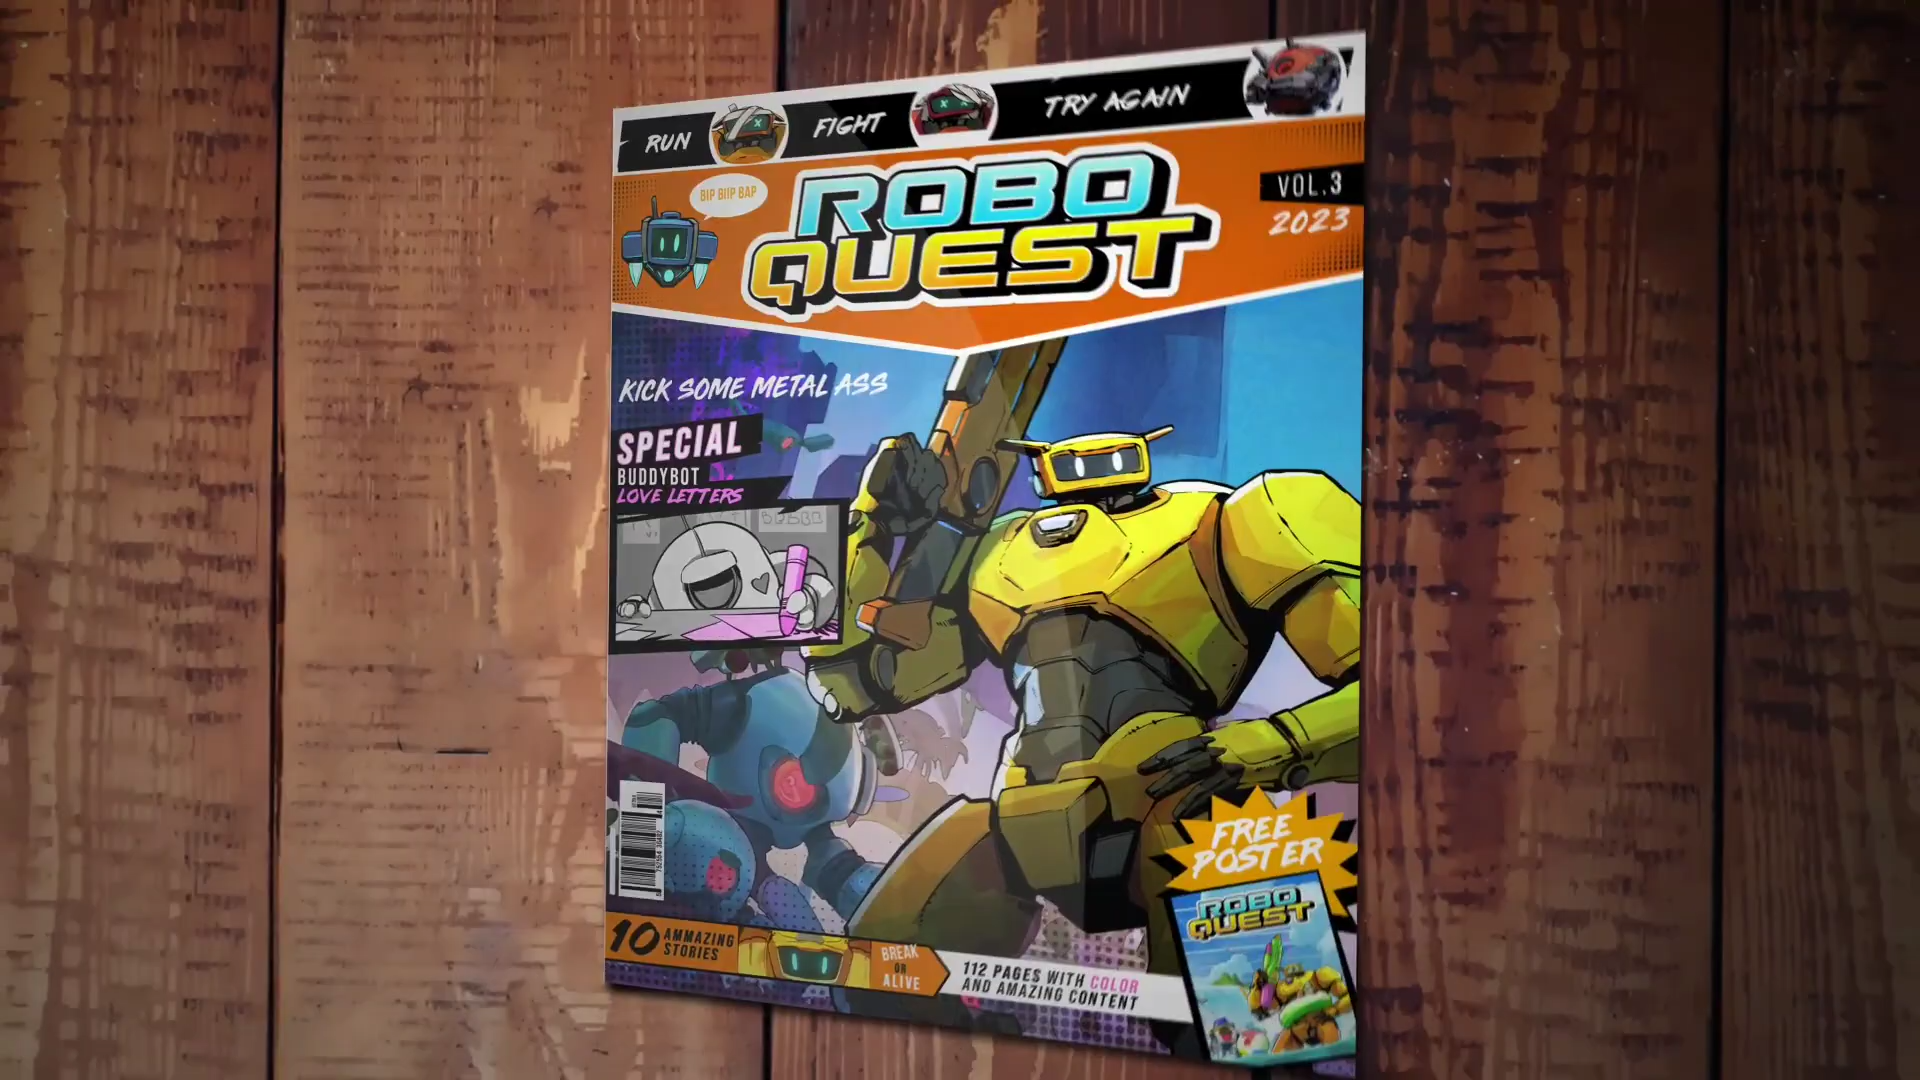 RUN
FIGHT
TRY AGAIN
BIP BIIP BAP
ROBO
QUEST
VOL.3
2023
KICK SOME METAL ASS
SPECIAL
BUDDYBOT
LOVE LETTERS
FREE
POSTER
ROBO
QUEST
10 AMMAZING
STORIES
BREAK
OR
ALIVE
112 PAGES WITH COLOR
AND AMAZING CONTENT